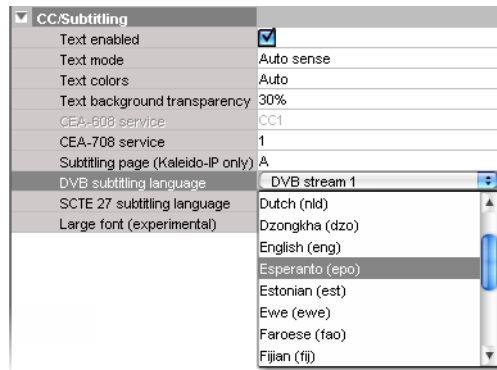 CC/Subtitling
Text enabled
Text mode Auto sense
Text colors Auto
Text background transparency 30%
CEA-608 service CC1
CEA-708 service 1
Subtitling page (Kaleido-IP only) A
DVB subtitling language DVB stream 1
SCTE 27 subtitling language Dutch (nld)
Large font (experimental) Dzongkha (dzo)
English (eng)
Esperanto (epo)
Estonian (est)
Ewe (ewe)
Faroese (fao)
Fijian (fij)